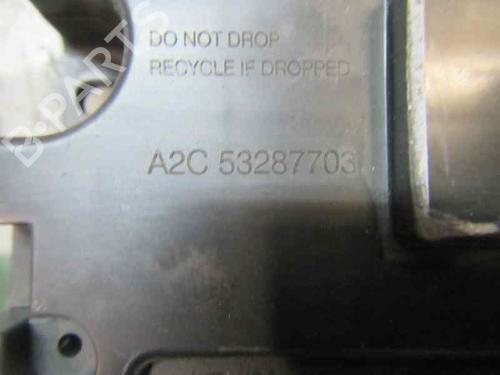 B-PARTS
DO NOT DROP
RECYCLE IF DROPPED
A2C 53287703